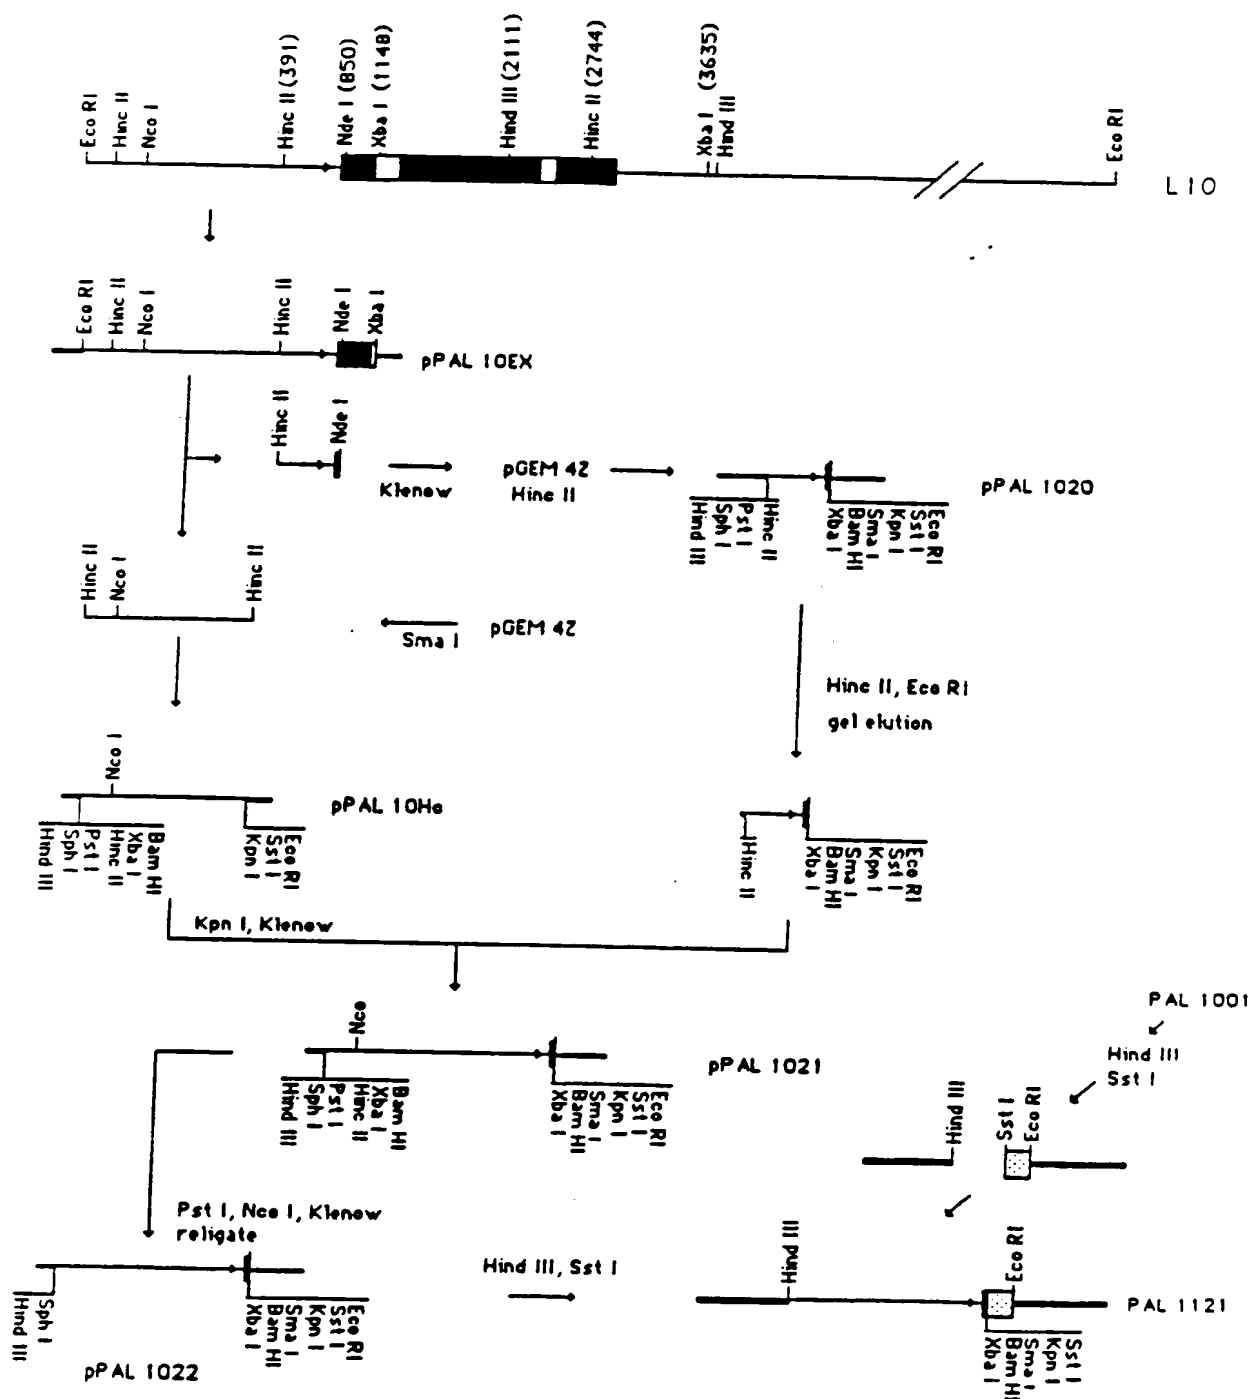 Eco RI
Hinc II
Nco I
Hinc II (391)
Nde I (850)
Xba I (1148)
Hind III (2111)
Hinc II (2744)
Xba I (3635)
Hind III
Eco RI
L10
Eco RI
Hinc II
Nco I
Hinc II
Nde I
Xba I
pPAL 10EX
Hinc II
Nde I
Klenow
pGEM 42
Hinc II
pPAL 1020
Hind III
Sph I
Pst I
Hinc II
Xba I
Bam HI
Sma I
Kpn I
Sst I
Eco RI
Hinc II
Nco I
Hinc II
Sma I
pGEM 42
Hinc II, Eco RI
gel elution
Nco I
pPAL 10Hc
Hind III
Sph I
Pst I
Hinc II
Xba I
Bam HI
Kpn I
Sst I
Eco RI
Hinc II
Xba I
Bam HI
Sma I
Kpn I
Sst I
Eco RI
Kpn I, Klenow
Nco
pPAL 1021
Hind III
Sph I
Pst I
Hinc II
Xba I
Bam HI
Xba I
Bam HI
Sma I
Kpn I
Sst I
Eco RI
PAL 1001
Hind III
Sst I
Hind III
Sst I
Eco RI
Pst I, Nco I, Klenow
religate
Hind III
Sph I
Xba I
Bam HI
Sma I
Kpn I
Sst I
Eco RI
pPAL 1022
Hind III, Sst I
Hind III
Eco RI
PAL 1121
Xba I
Bam HI
Sma I
Kpn I
Sst I